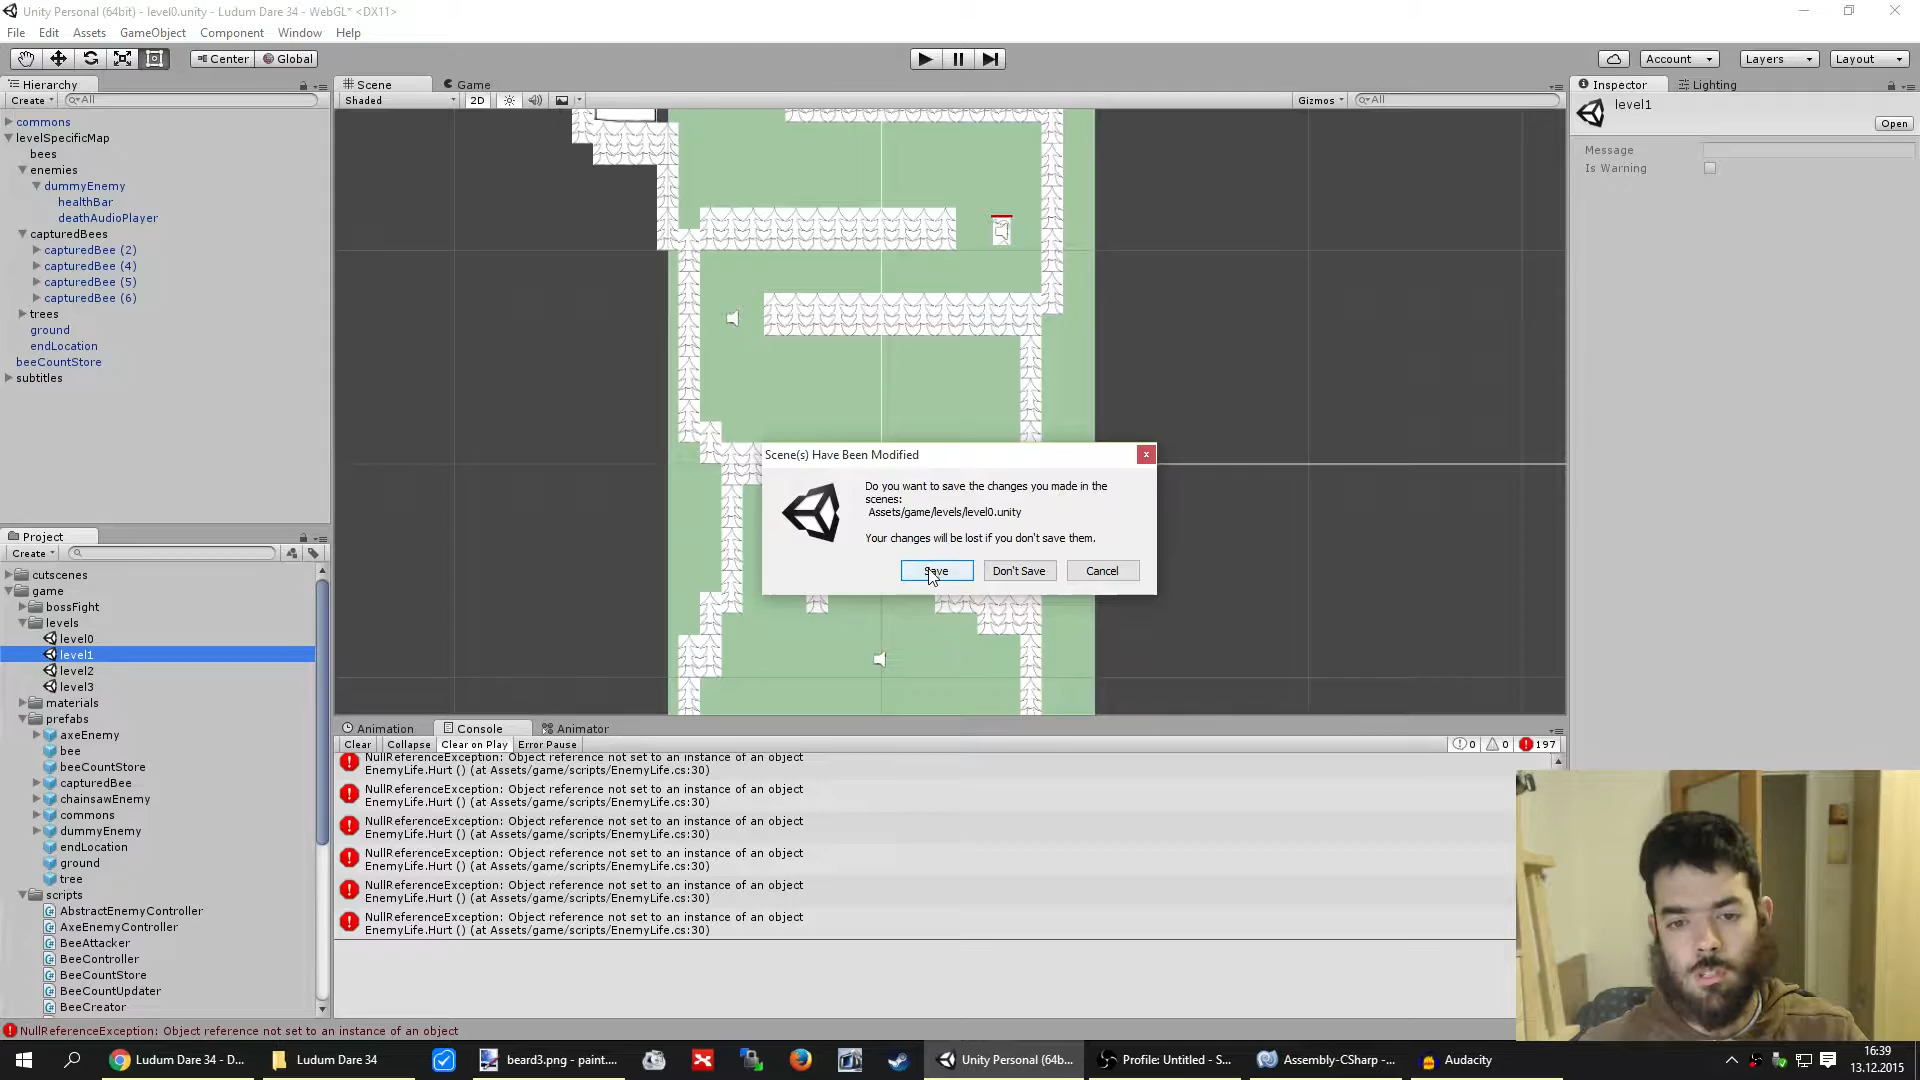 Unity Personal (64bit) - level0.unity - Ludum Dare 34 - WebGL* <DX11>
File Edit Assets GameObject Component Window Help
Center Global Account Layers Layout
Hierarchy
Create All
commons
levelSpecificMap
bees
enemies
dummyEnemy
healthBar
deathAudioPlayer
capturedBees
capturedBee (2)
capturedBee (4)
capturedBee (5)
capturedBee (6)
trees
ground
endLocation
beeCountStore
subtitles
Scene Game
Shaded 2D Gizmos All
Inspector Lighting
level1
Open
Message
Is Warning
Scene(s) Have Been Modified
Do you want to save the changes you made in the
scenes:
Assets/game/levels/level0.unity
Your changes will be lost if you don't save them.
Save Don't Save Cancel
Project
Create
cutscenes
game
bossFight
levels
level0
level1
level2
level3
materials
prefabs
axeEnemy
bee
beeCountStore
capturedBee
chainsawEnemy
commons
dummyEnemy
endLocation
ground
tree
scripts
AbstractEnemyController
AxeEnemyController
BeeAttacker
BeeController
BeeCountStore
BeeCountUpdater
BeeCreator
Animation Console Animator
Clear Collapse Clear on Play Error Pause 0 0 197
NullReferenceException: Object reference not set to an instance of an object
EnemyLife.Hurt () (at Assets/game/scripts/EnemyLife.cs:30)
NullReferenceException: Object reference not set to an instance of an object
EnemyLife.Hurt () (at Assets/game/scripts/EnemyLife.cs:30)
NullReferenceException: Object reference not set to an instance of an object
EnemyLife.Hurt () (at Assets/game/scripts/EnemyLife.cs:30)
NullReferenceException: Object reference not set to an instance of an object
EnemyLife.Hurt () (at Assets/game/scripts/EnemyLife.cs:30)
NullReferenceException: Object reference not set to an instance of an object
EnemyLife.Hurt () (at Assets/game/scripts/EnemyLife.cs:30)
NullReferenceException: Object reference not set to an instance of an object
EnemyLife.Hurt () (at Assets/game/scripts/EnemyLife.cs:30)
NullReferenceException: Object reference not set to an instance of an object
Ludum Dare 34 - D... Ludum Dare 34 beard3.png - paint.... Unity Personal (64b... Profile: Untitled - S... Assembly-CSharp -... Audacity
16:39
13.12.2015